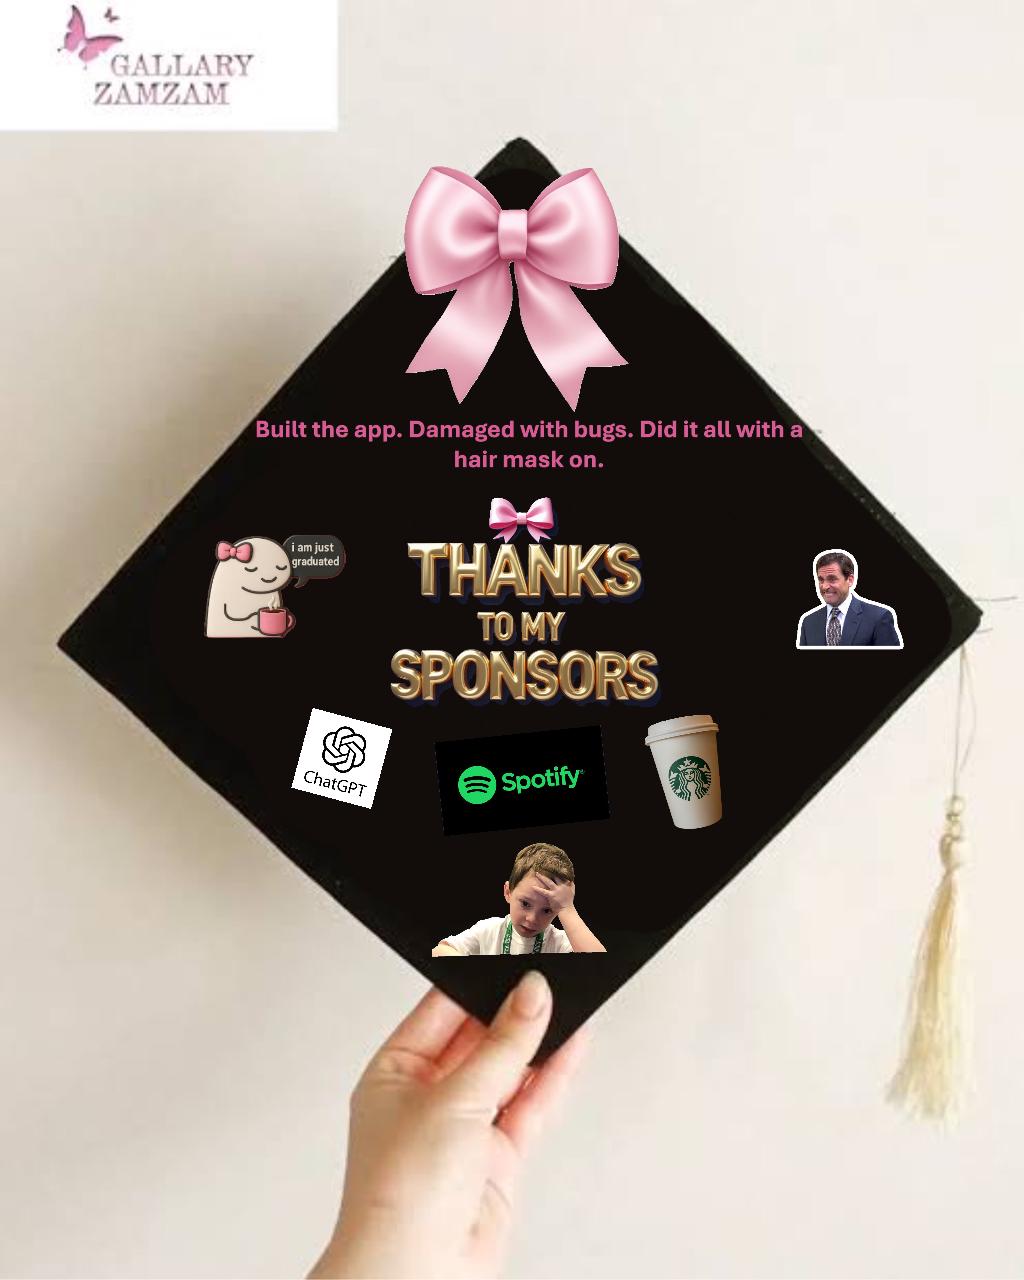 GALLARY
ZAMZAM
Built the app. Damaged with bugs. Did it all with a
hair mask on.
i am just
graduated
THANKS
TO MY
SPONSORS
ChatGPT
Spotify®